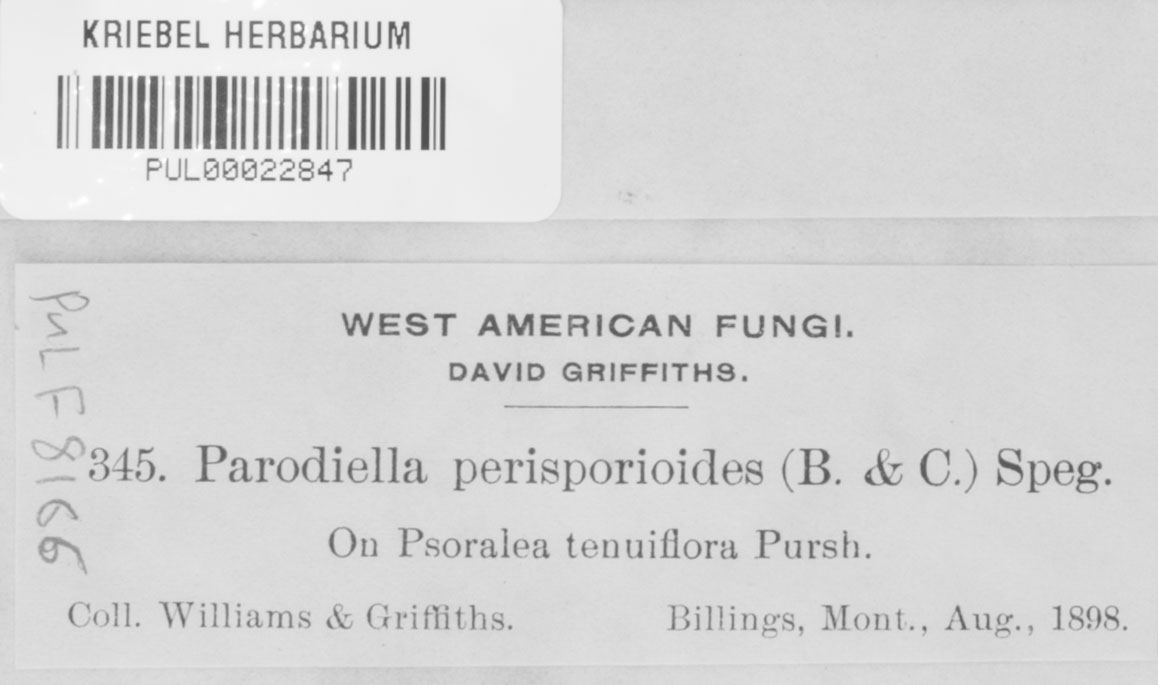 KRIEBEL HERBARIUM
PUL00022847
PUL F8166
WEST AMERICAN FUNGI.
DAVID GRIFFITHS.
345. Parodiella perisporioides (B. & C.) Speg.
On Psoralea tenuiflora Pursh.
Coll. Williams & Griffiths. Billings, Mont., Aug., 1898.